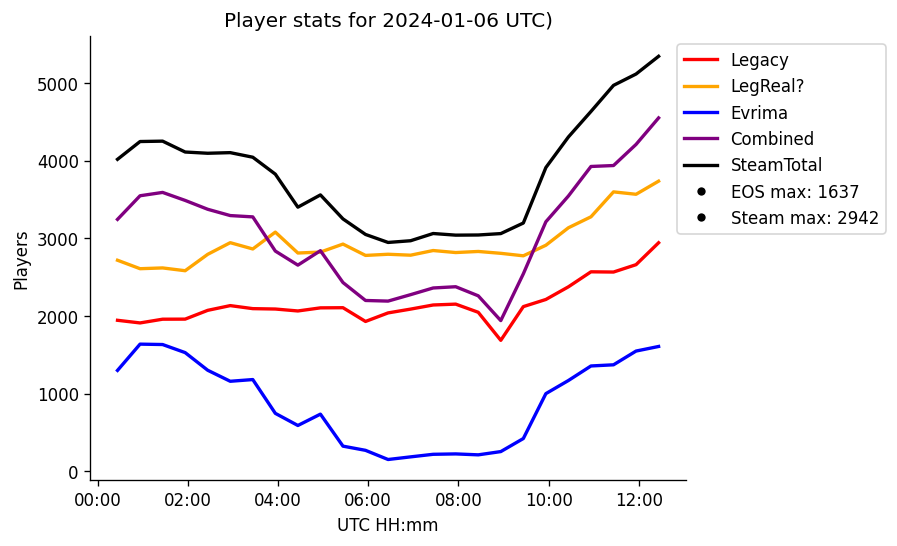 Player stats for 2024-01-06 UTC)
Legacy
LegReal?
Evrima
Combined
SteamTotal
EOS max: 1637
Steam max: 2942
Players
5000
4000
3000
2000
1000
0
00:00 02:00 04:00 06:00 08:00 10:00 12:00
UTC HH:mm